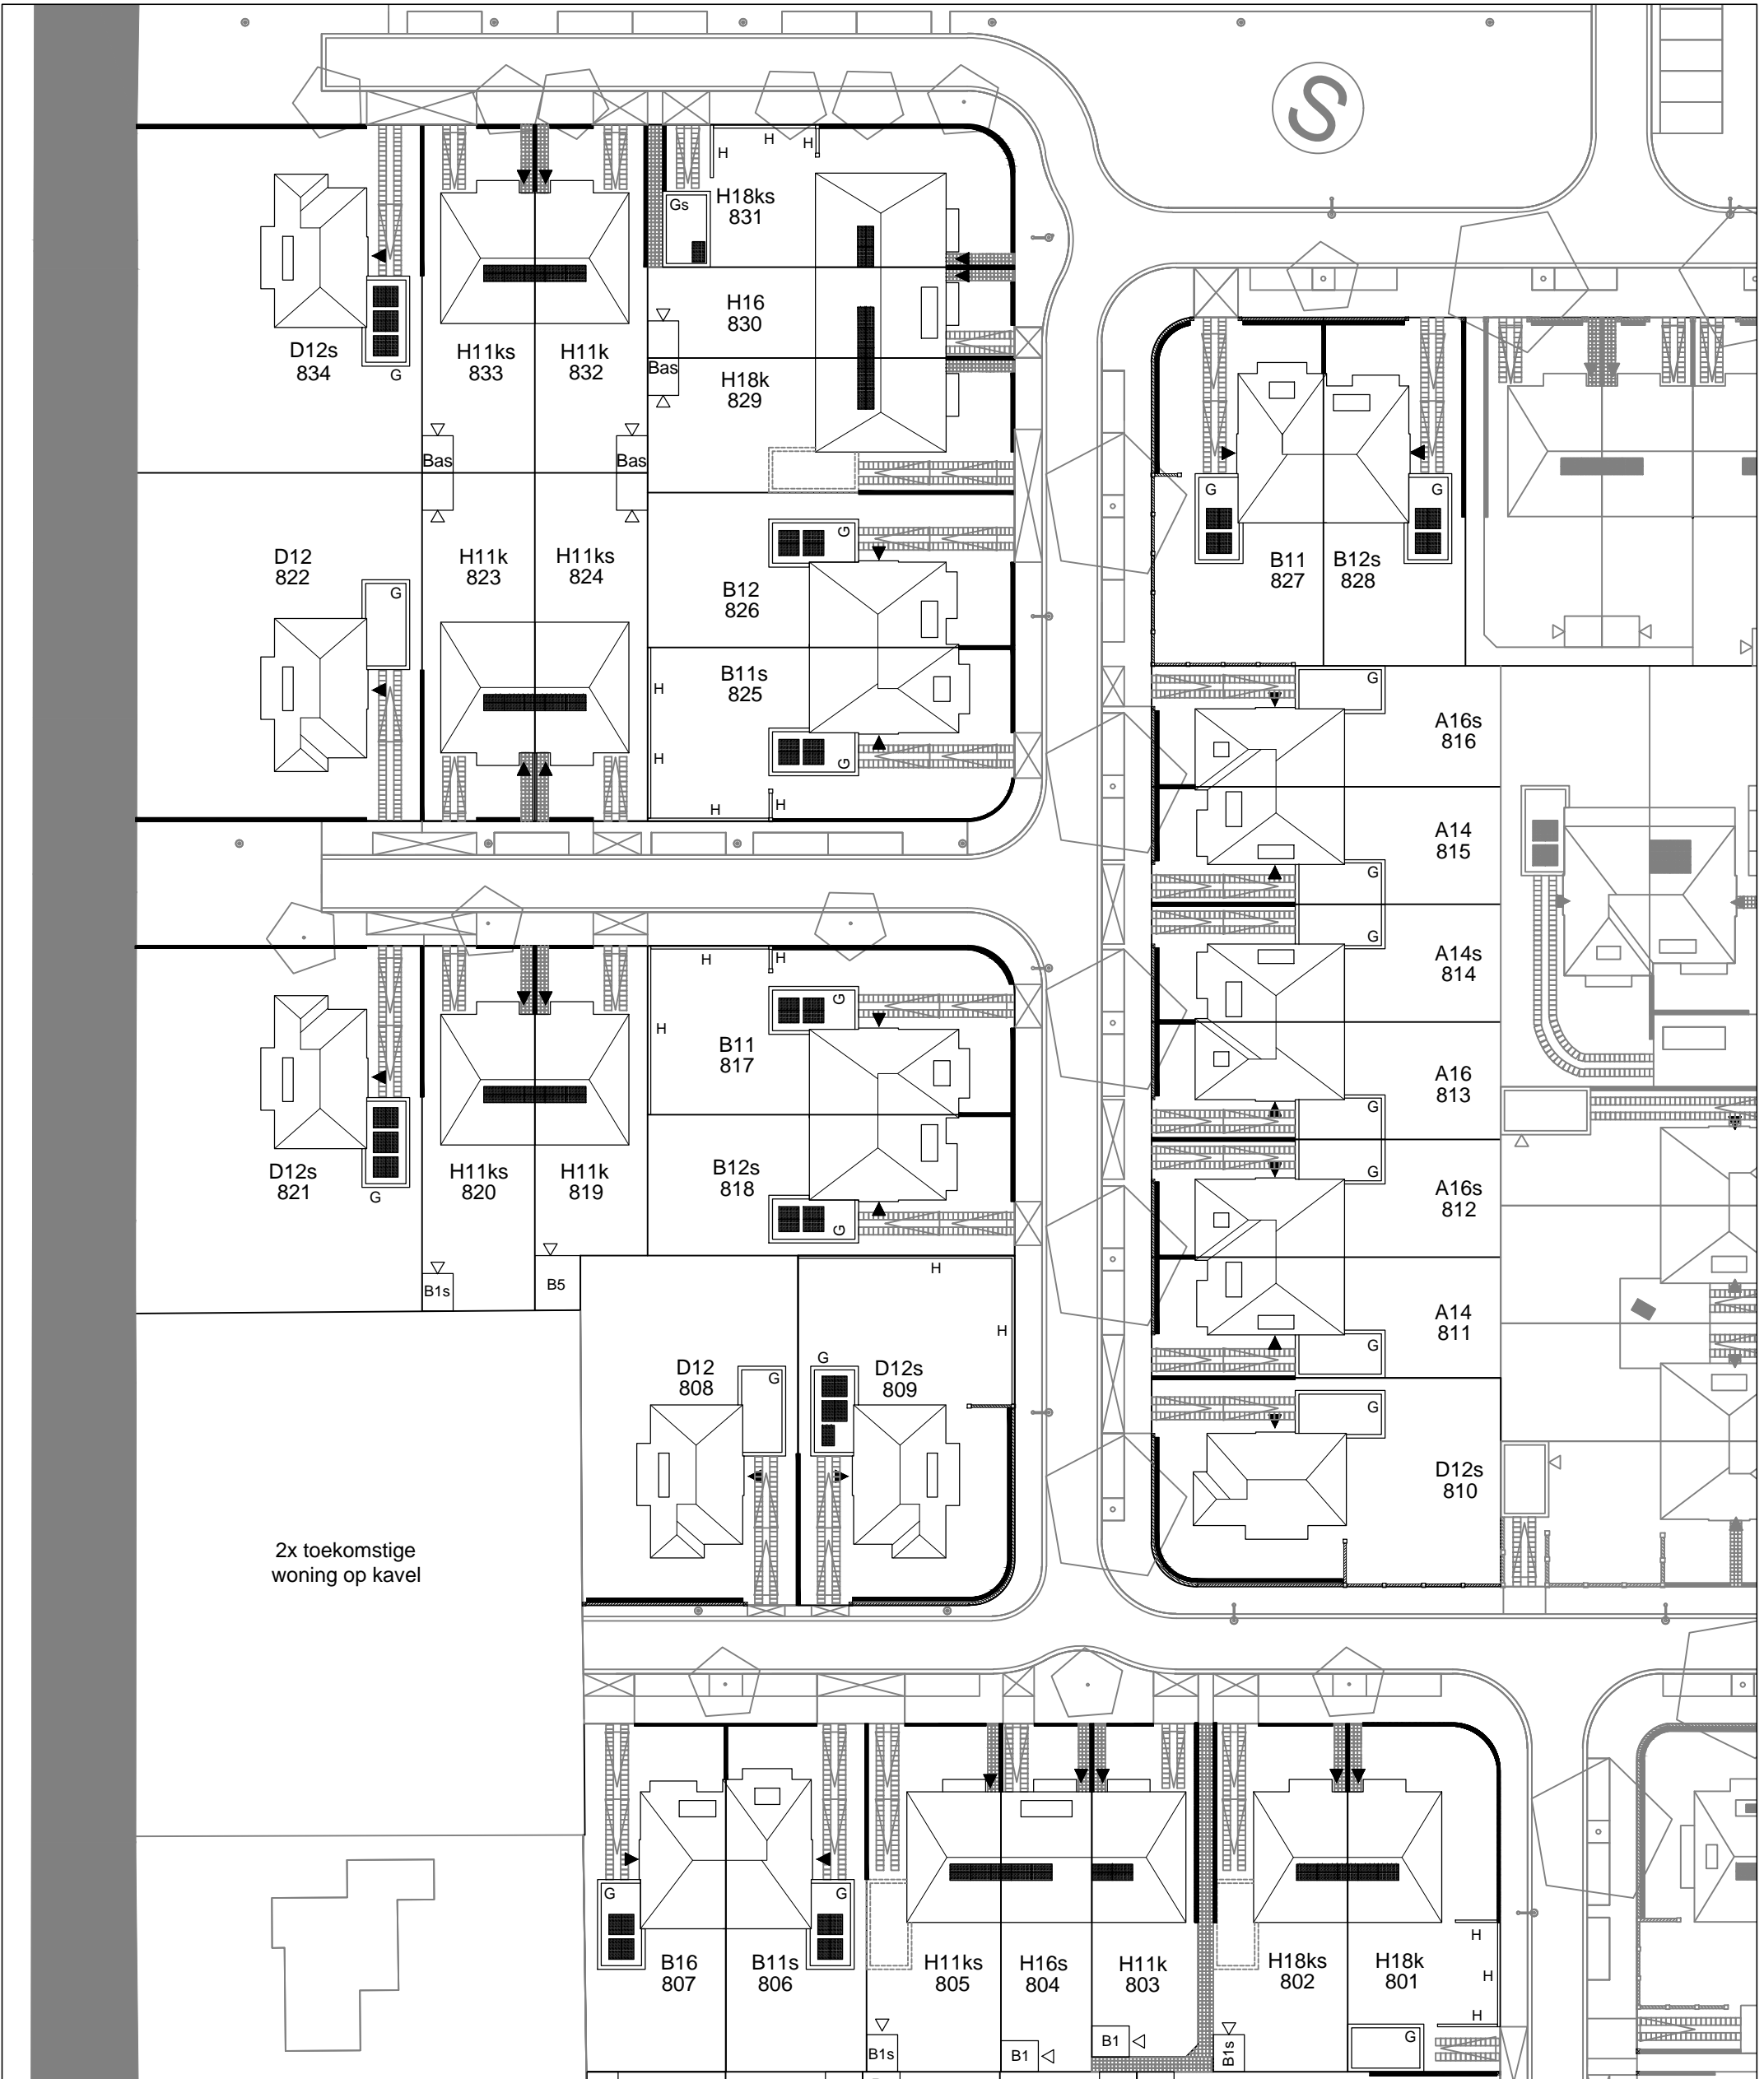 S
H
H
H
H18ks
831
Gs
D12s
834
G
H11ks
833
H11k
832
H16
830
Bas
H18k
829
Bas
Bas
D12
822
G
H11k
823
H11ks
824
G
B12
826
B11s
825
H
H
G
H
H
G
G
B11
827
B12s
828
G
A16s
816
A14
815
G
G
A14s
814
A16
813
G
G
A16s
812
A14
811
G
G
D12s
810
H
H
H
G
B11
817
B12s
818
G
D12s
821
G
H11ks
820
H11k
819
B1s
B5
H
H
D12
808
G
G
D12s
809
2x toekomstige
woning op kavel
G
B16
807
B11s
806
G
H11ks
805
H16s
804
H11k
803
H18ks
802
H18k
801
H
H
H
B1s
B1
B1
B1s
G